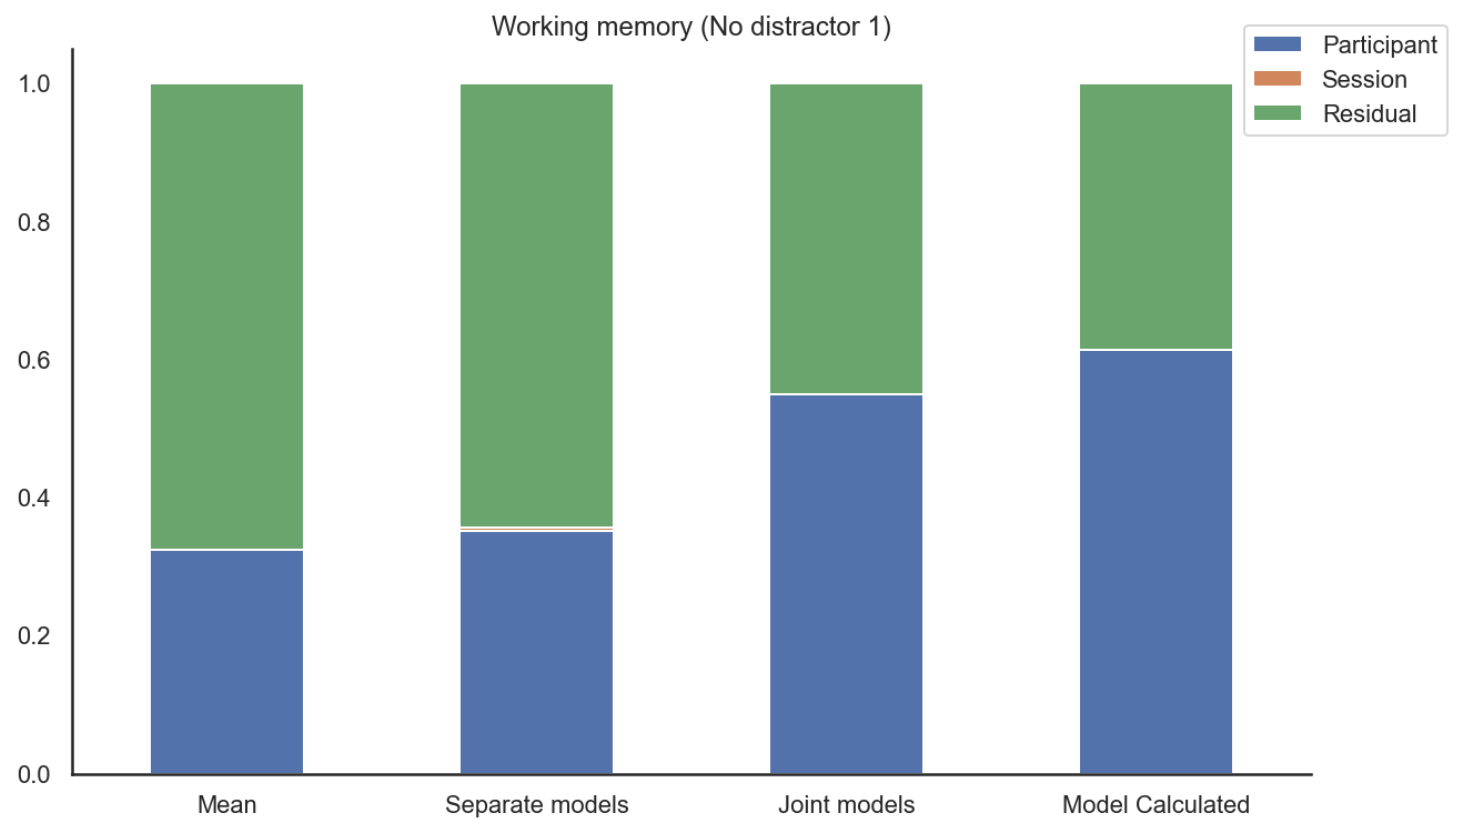 Working memory (No distractor 1)
Participant
Session
Residual
1.0
0.8
0.6
0.4
0.2
0.0
Mean
Separate models
Joint models
Model Calculated